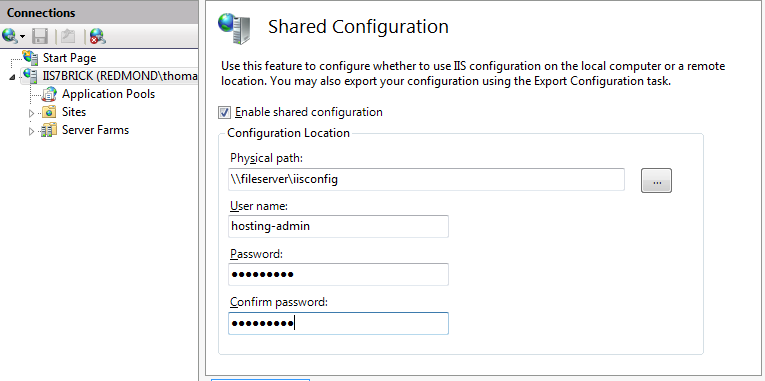 Connections
Start Page
IIS7BRICK (REDMOND\thoma
Application Pools
Sites
Server Farms
Shared Configuration
Use this feature to configure whether to use IIS configuration on the local computer or a remote
location. You may also export your configuration using the Export Configuration task.
Enable shared configuration
Configuration Location
Physical path:
\\fileserver\iisconfig
...
User name:
hosting-admin
Password:
●●●●●●●●●
Confirm password:
●●●●●●●●●